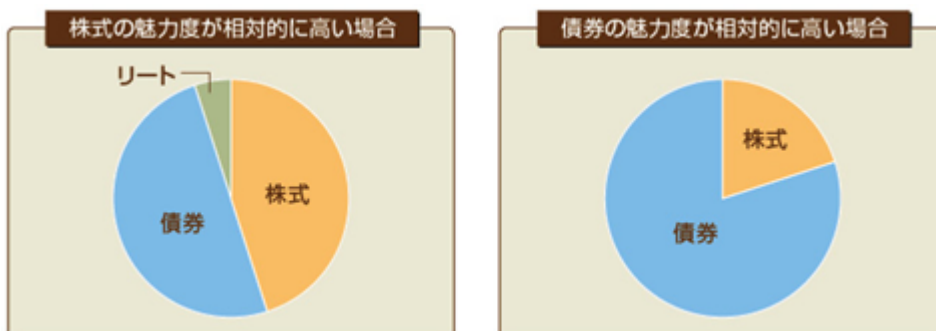 株式の魅力度が相対的に高い場合
リート
株式
債券
債券の魅力度が相対的に高い場合
株式
債券